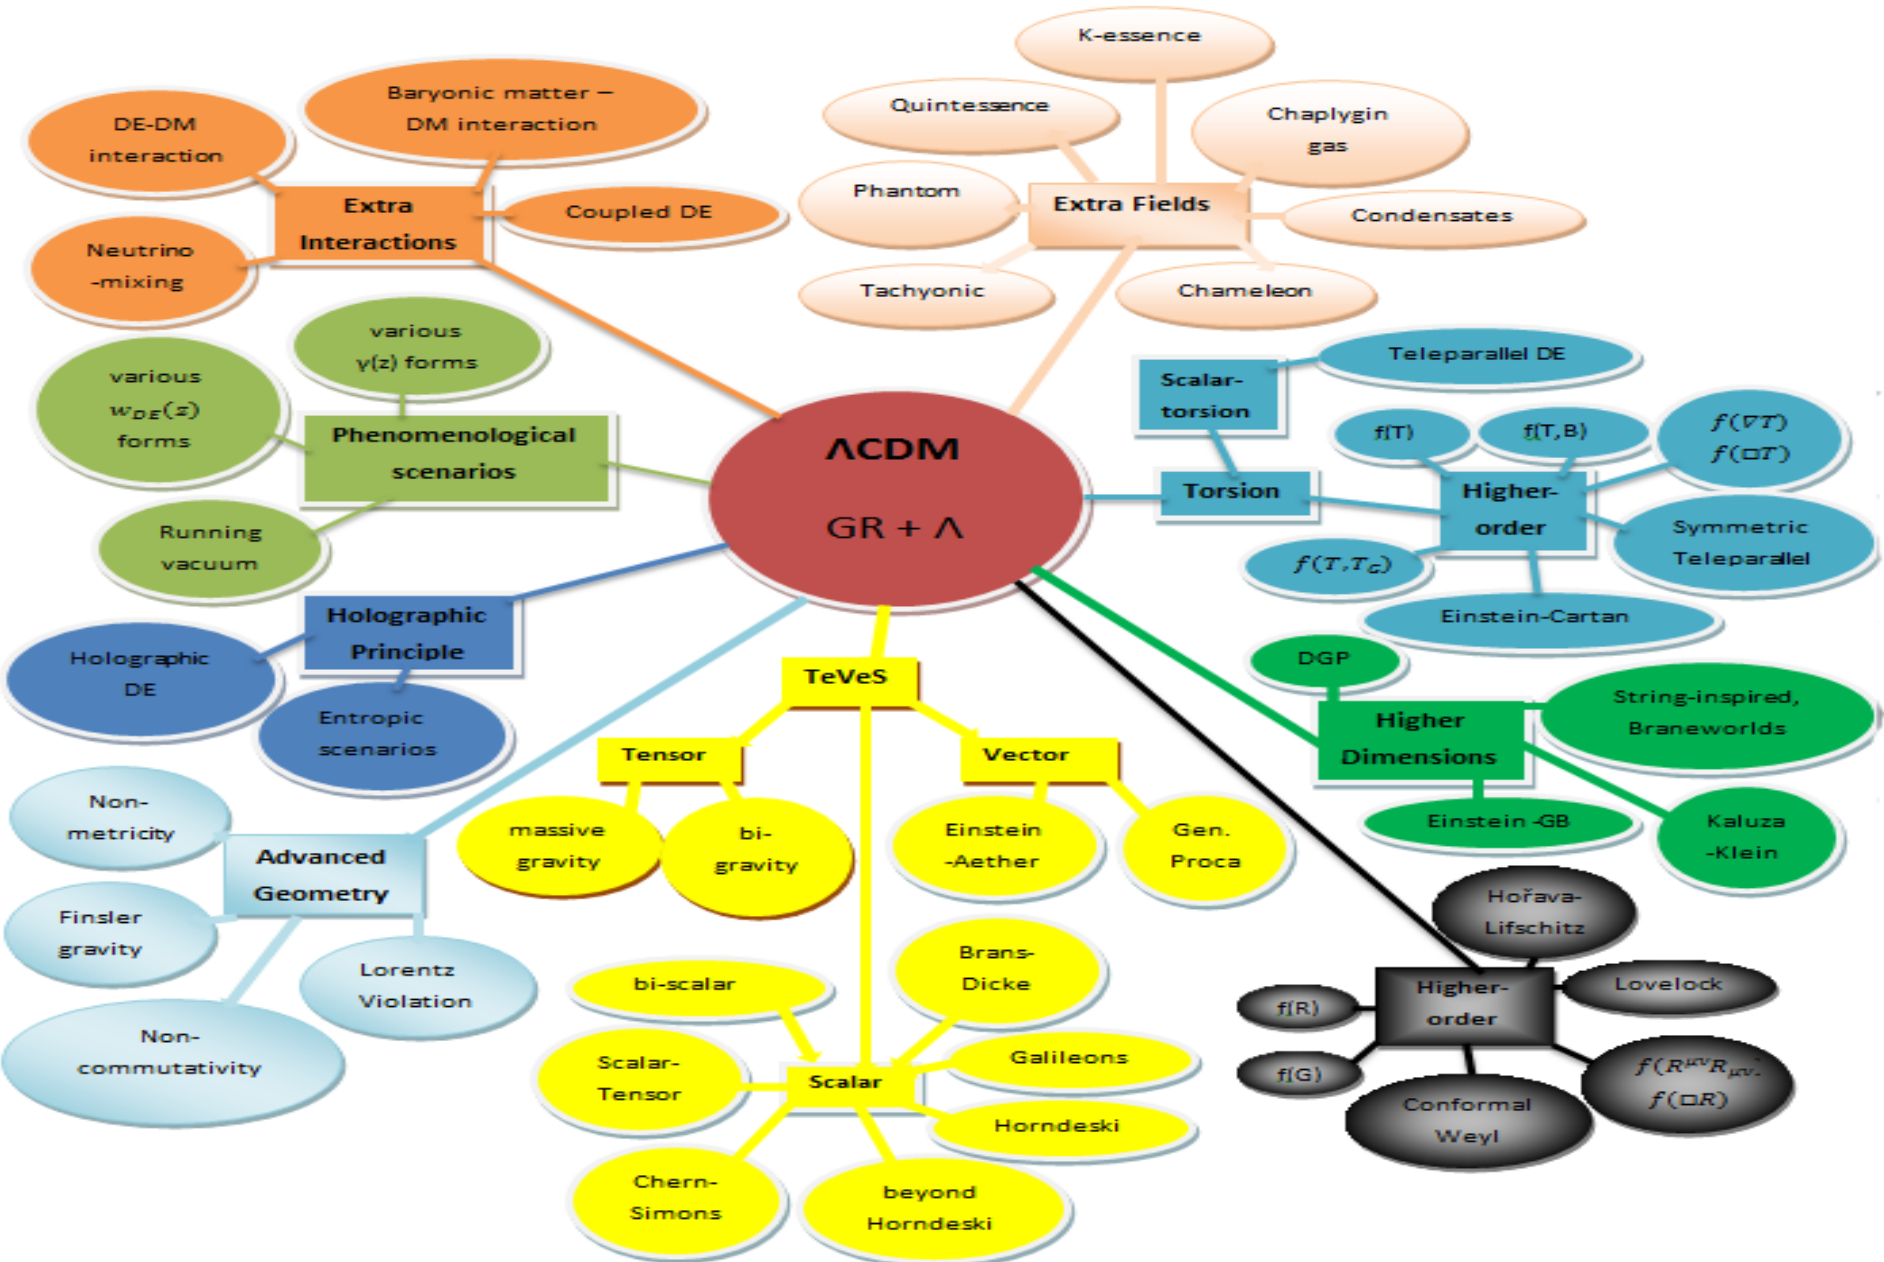 K-essence
Baryonic matter –
DM interaction
DE-DM
interaction
Extra
Interactions
Coupled DE
Neutrino
-mixing
Quintessence
Chaplygin
gas
Phantom
Extra Fields
Condensates
Tachyonic
Chameleon
various
γ(z) forms
various
w_{DE}(z)
forms
Phenomenological
scenarios
Running
vacuum
ΛCDM
GR + Λ
Scalar-
torsion
Teleparallel DE
Torsion
f(T)
f(T,B)
f(∇T)
f(□T)
Higher-
order
Symmetric
Teleparallel
f(T,T_G)
Einstein-Cartan
Holographic
Principle
Holographic
DE
Entropic
scenarios
TeVeS
Tensor
Vector
massive
gravity
bi-
gravity
Einstein
-Aether
Gen.
Proca
DGP
Higher
Dimensions
String-inspired,
Braneworlds
Einstein -GB
Kaluza
-Klein
Non-
metricity
Advanced
Geometry
Finsler
gravity
Lorentz
Violation
Non-
commutativity
bi-scalar
Brans-
Dicke
Scalar-
Tensor
Scalar
Galileons
Horndeski
Chern-
Simons
beyond
Horndeski
Hořava-
Lifschitz
Higher-
order
Lovelock
f(R)
f(G)
Conformal
Weyl
f(R^{μν}R_{μν}
f(□R)